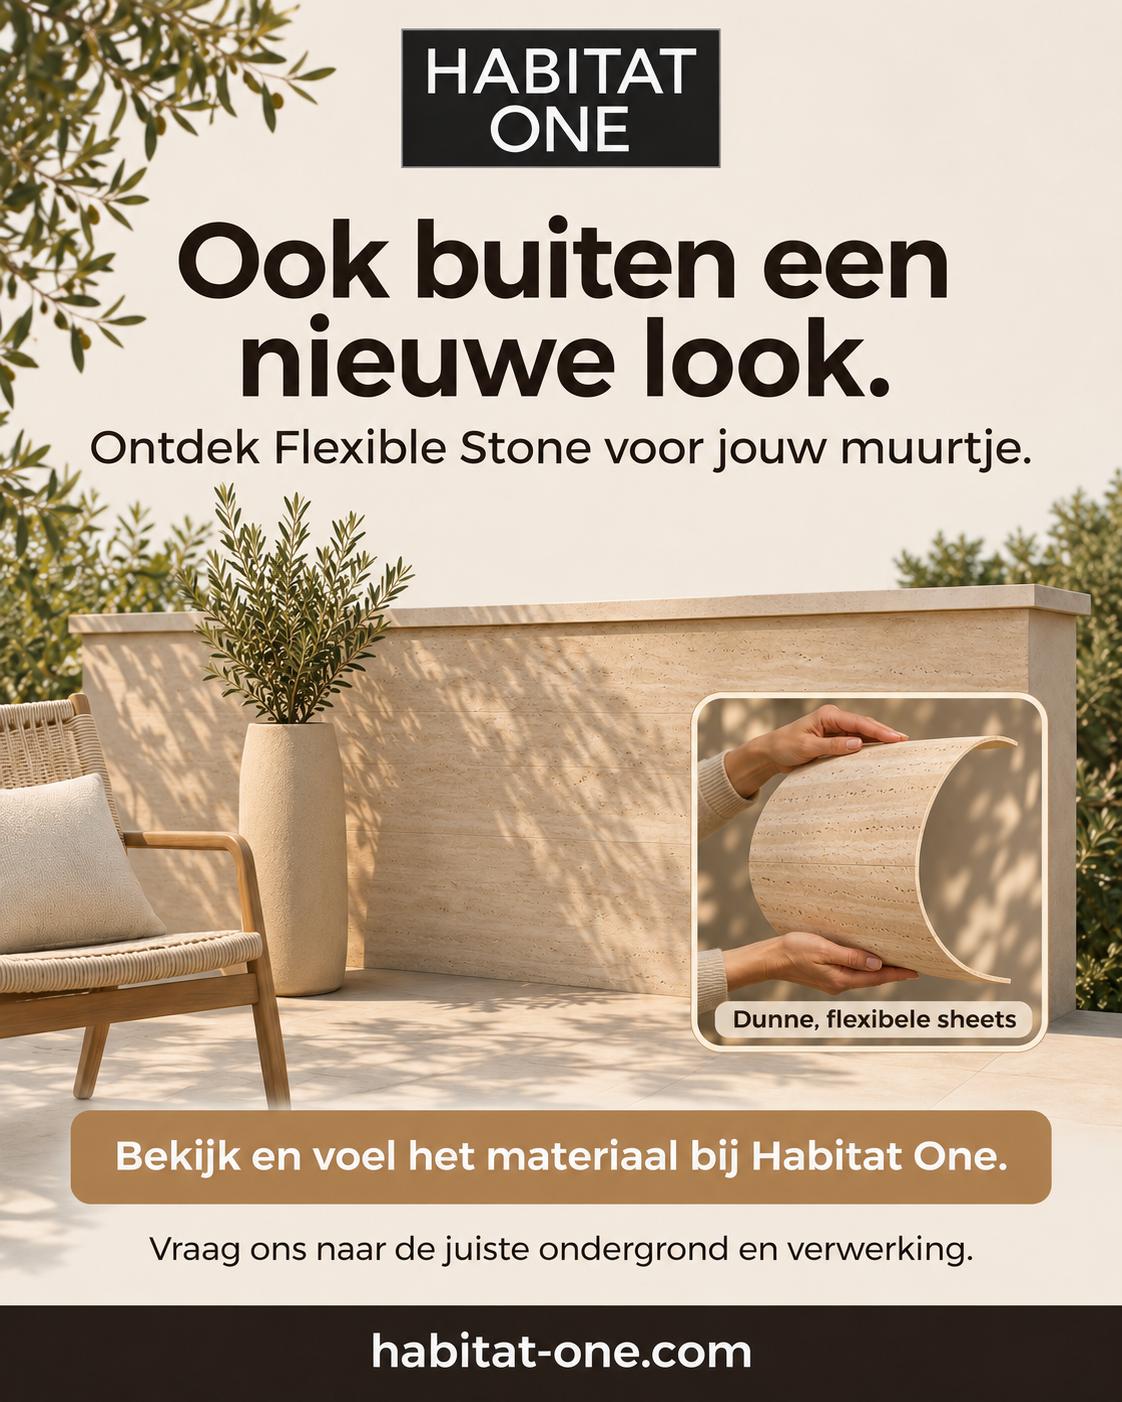 HABITAT
ONE
Ook buiten een
nieuwe look.
Ontdek Flexible Stone voor jouw muurtje.
Dunne, flexibele sheets
Bekijk en voel het materiaal bij Habitat One.
Vraag ons naar de juiste ondergrond en verwerking.
habitat-one.com